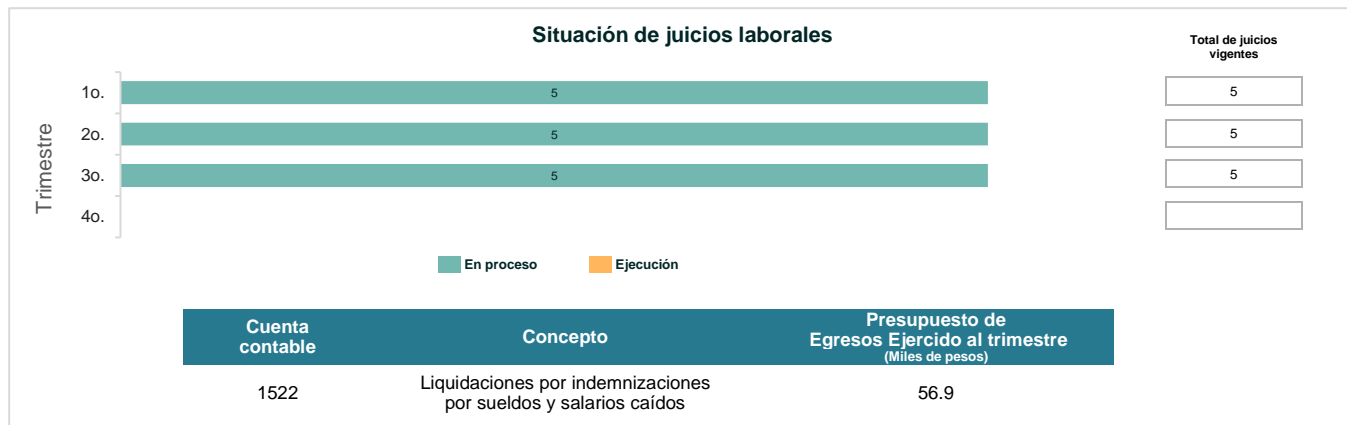 Situación de juicios laborales
Total de juicios
vigentes
Trimestre
1o.
5
5
2o.
5
5
3o.
5
5
4o.
En proceso
Ejecución
Cuenta
contable
Concepto
Presupuesto de
Egresos Ejercido al trimestre
(Miles de pesos)
1522
Liquidaciones por indemnizaciones
por sueldos y salarios caídos
56.9